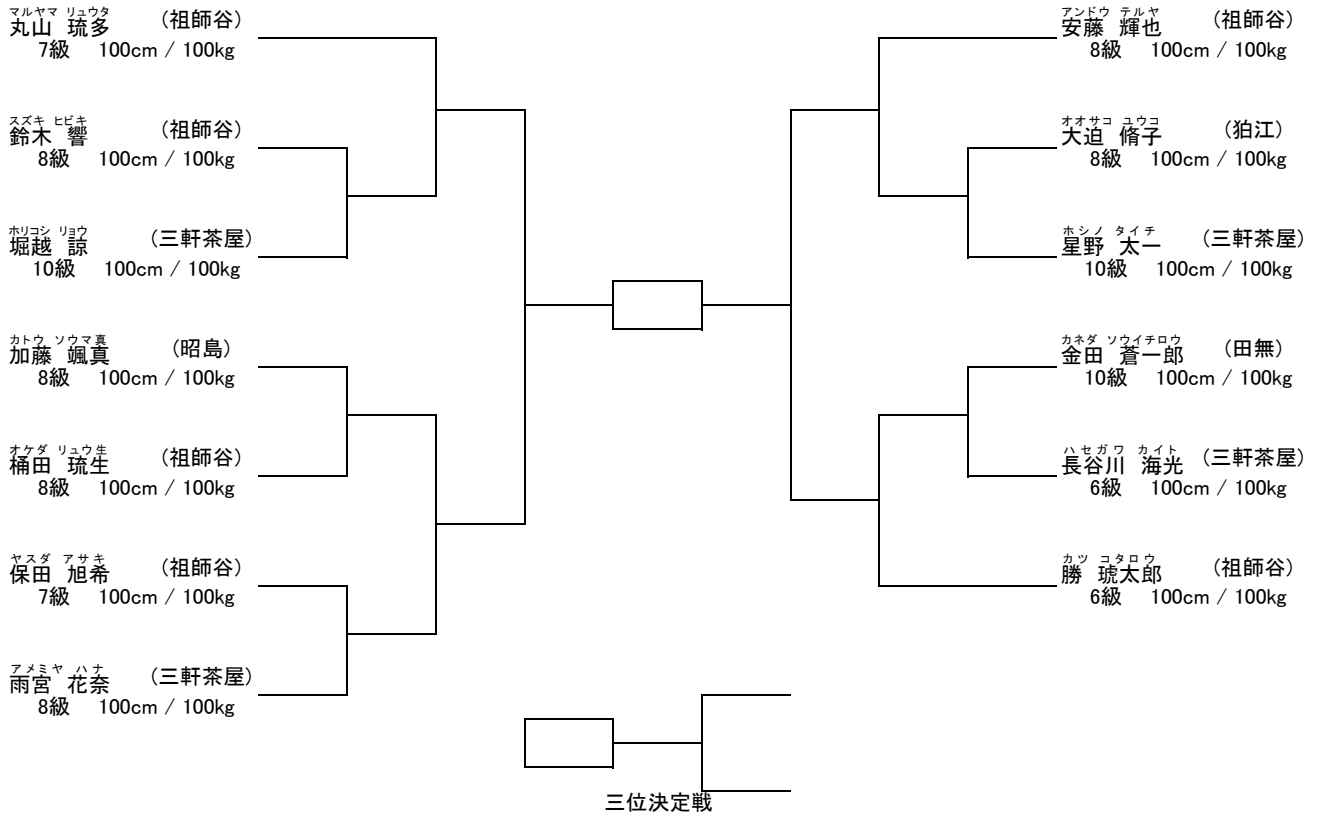 マルヤマ リュウタ
丸山 琉多 (祖師谷)
7級 100cm / 100kg
スズキ ヒビキ
鈴木 響 (祖師谷)
8級 100cm / 100kg
ホリコシ リョウ
堀越 諒 (三軒茶屋)
10級 100cm / 100kg
カトウ ソウマ真
加藤 颯真 (昭島)
8級 100cm / 100kg
オケダ リュウ生
桶田 琉生 (祖師谷)
8級 100cm / 100kg
ヤスダ アサキ
保田 旭希 (祖師谷)
7級 100cm / 100kg
アメミヤ ハナ
雨宮 花奈 (三軒茶屋)
8級 100cm / 100kg
アンドウ テルヤ
安藤 輝也 (祖師谷)
8級 100cm / 100kg
オオサコ ユウコ
大迫 脩子 (狛江)
8級 100cm / 100kg
ホシノ タイチ
星野 太一 (三軒茶屋)
10級 100cm / 100kg
カネダ ソウイチロウ
金田 蒼一郎 (田無)
10級 100cm / 100kg
ハセガワ カイト
長谷川 海光 (三軒茶屋)
6級 100cm / 100kg
カツ コタロウ
勝 琥太郎 (祖師谷)
6級 100cm / 100kg
三位決定戦